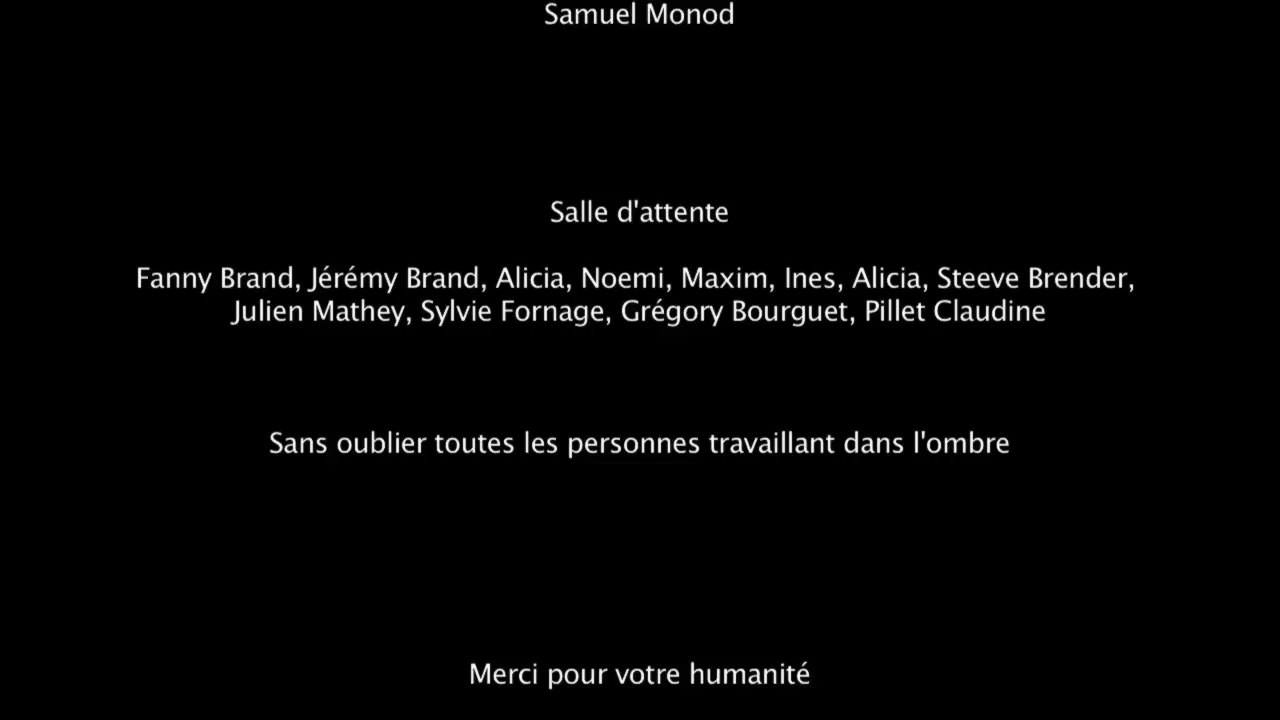 Samuel Monod
Salle d'attente
Fanny Brand, Jérémy Brand, Alicia, Noemi, Maxim, Ines, Alicia, Steeve Brender,
Julien Mathey, Sylvie Fornage, Grégory Bourguet, Pillet Claudine
Sans oublier toutes les personnes travaillant dans l'ombre
Merci pour votre humanité